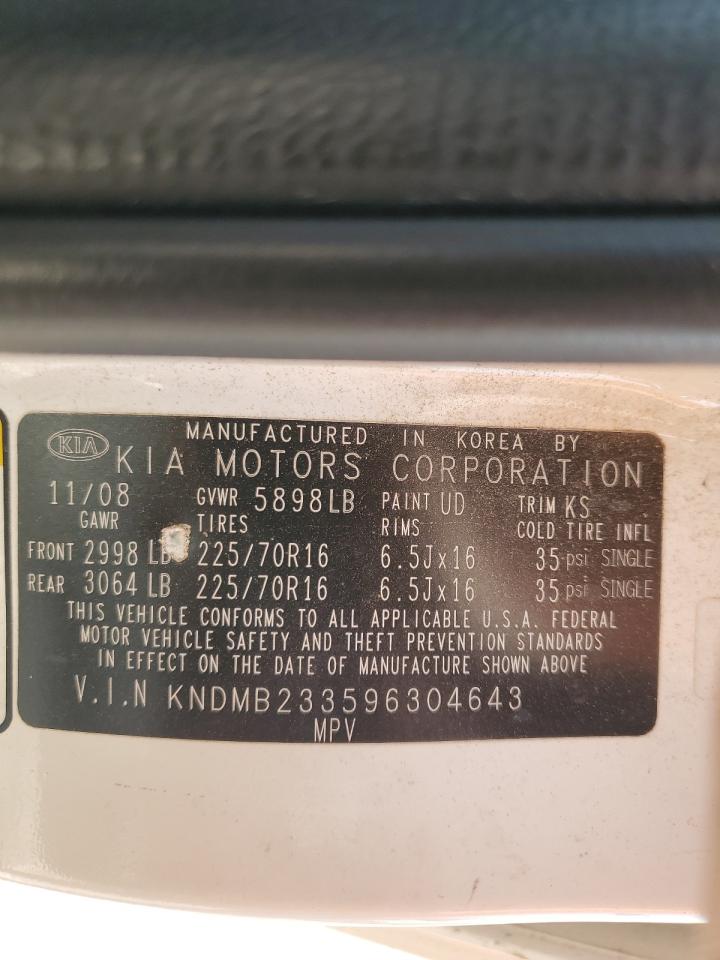 KIA
MANUFACTURED IN KOREA BY
KIA MOTORS CORPORATION
11/08 GVWR 5898LB PAINT UD TRIM KS
GAWR TIRES RIMS COLD TIRE INFL
FRONT 2998 LB 225/70R16 6.5Jx16 35 psi SINGLE
REAR 3064 LB 225/70R16 6.5Jx16 35 psi SINGLE
THIS VEHICLE CONFORMS TO ALL APPLICABLE U.S.A. FEDERAL
MOTOR VEHICLE SAFETY AND THEFT PREVENTION STANDARDS
IN EFFECT ON THE DATE OF MANUFACTURE SHOWN ABOVE
V.I.N KNDMB233596304643
MPV